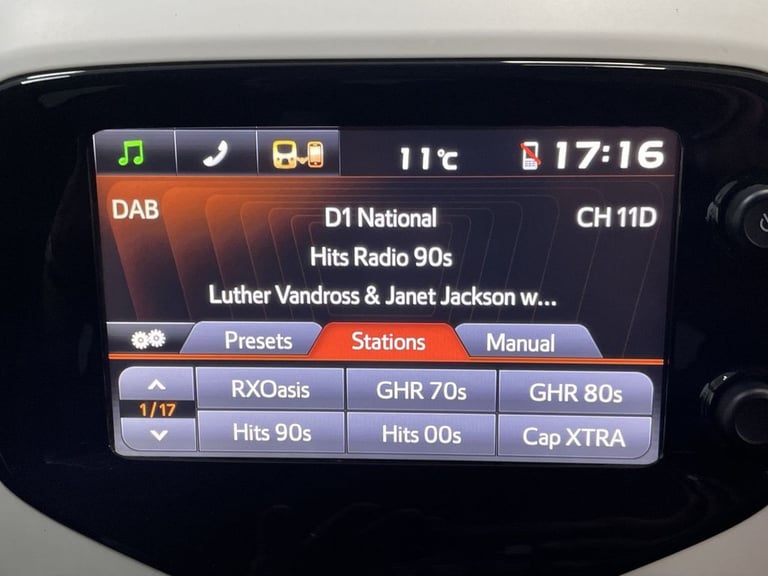 11°C 17:16
DAB D1 National CH 11D
Hits Radio 90s
Luther Vandross & Janet Jackson w...
Presets Stations Manual
RXOasis GHR 70s GHR 80s
1/17
Hits 90s Hits 00s Cap XTRA